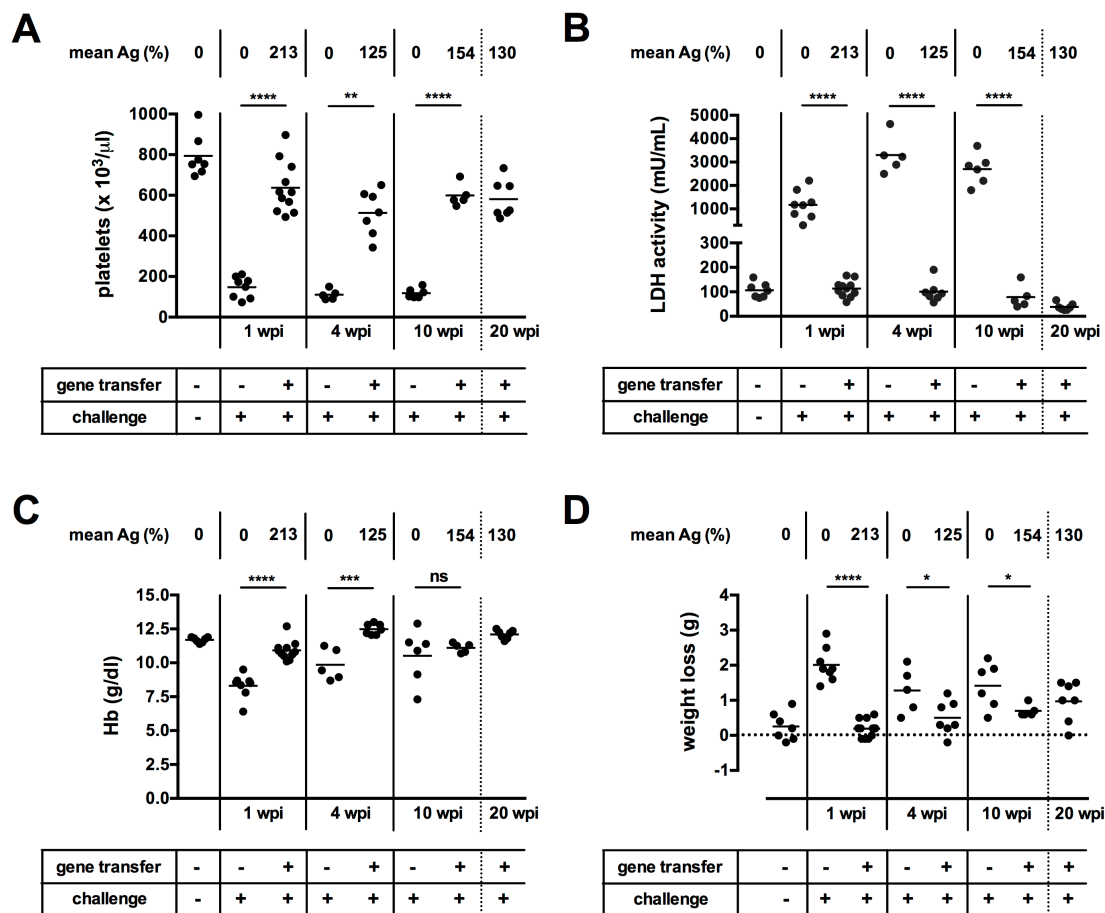 A
mean Ag (%) 0 0 213 0 125 0 154 130
**** ** ****
platelets (x 10³/µl)
1000
800
600
400
200
0
1 wpi 4 wpi 10 wpi 20 wpi
gene transfer - - + - + - + +
challenge - + + + + + + +
B
mean Ag (%) 0 0 213 0 125 0 154 130
**** **** ****
LDH activity (mU/mL)
5000
4000
3000
2000
1000
100
50
0
1 wpi 4 wpi 10 wpi 20 wpi
gene transfer - - + - + - + +
challenge - + + + + + + +
C
mean Ag (%) 0 0 213 0 125 0 154 130
**** *** ns
Hb (g/dl)
15.0
12.5
10.0
7.5
5.0
2.5
0.0
1 wpi 4 wpi 10 wpi 20 wpi
gene transfer - - + - + - + +
challenge - + + + + + + +
D
mean Ag (%) 0 0 213 0 125 0 154 130
**** * *
weight loss (g)
4
3
2
1
0
-1
1 wpi 4 wpi 10 wpi 20 wpi
gene transfer - - + - + - + +
challenge - + + + + + + +